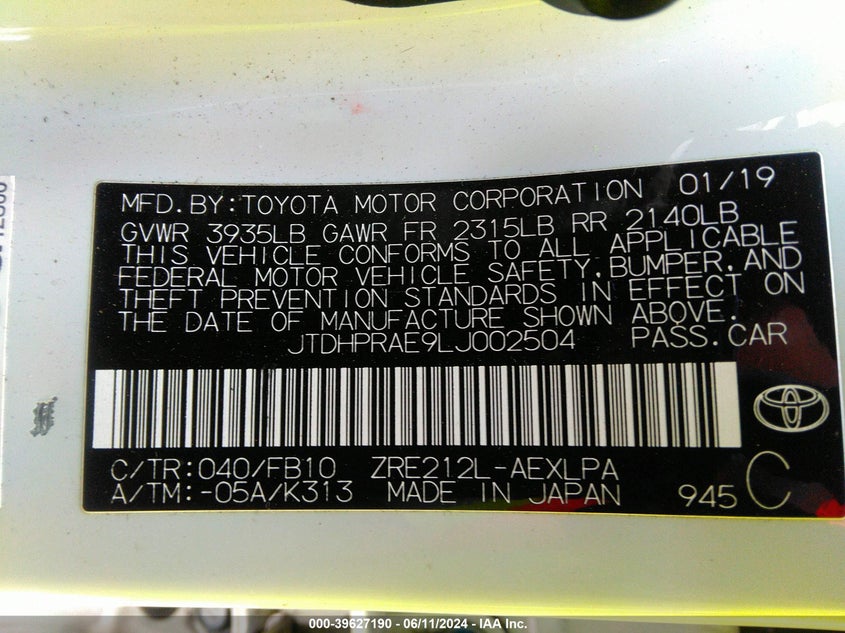 MFD.BY:TOYOTA MOTOR CORPORATION 01/19
GVWR 3935LB GAWR FR 2315LB RR 2140LB
THIS VEHICLE CONFORMS TO ALL APPLICABLE
FEDERAL MOTOR VEHICLE SAFETY,BUMPER,AND
THEFT PREVENTION STANDARDS IN EFFECT ON
THE DATE OF MANUFACTURE SHOWN ABOVE.
JTDHPRAE9LJ002504 PASS.CAR
C/TR:040/FB10 ZRE212L-AEXLPA
A/TM:-05A/K313 MADE IN JAPAN 945 C
000-39627190 - 06/11/2024 - IAA Inc.